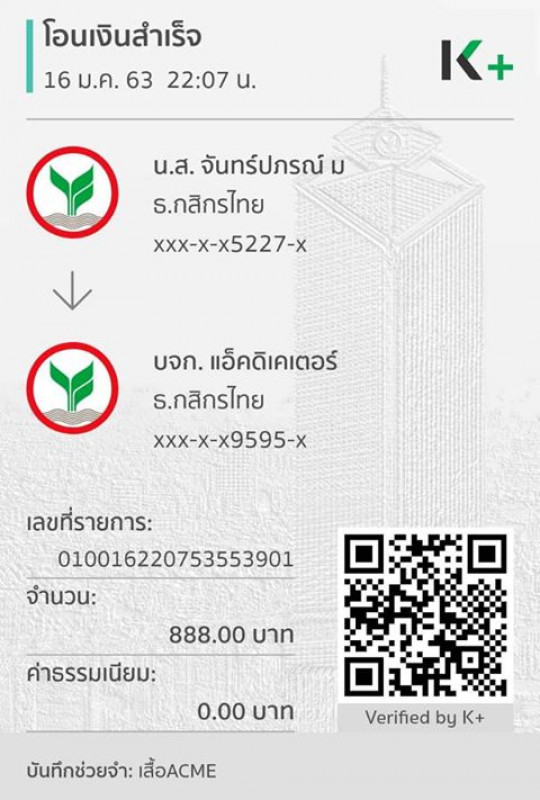 โอนเงินสำเร็จ
16 ม.ค. 63 22:07 น.
K+
น.ส. จันทร์ปภรณ์ ม
ธ.กสิกรไทย
xxx-x-x5227-x
บจก. แอ็คดิเคเตอร์
ธ.กสิกรไทย
xxx-x-x9595-x
เลขที่รายการ:
010016220753553901
จำนวน:
888.00 บาท
ค่าธรรมเนียม:
0.00 บาท
Verified by K+
บันทึกช่วยจำ: เสื้อACME